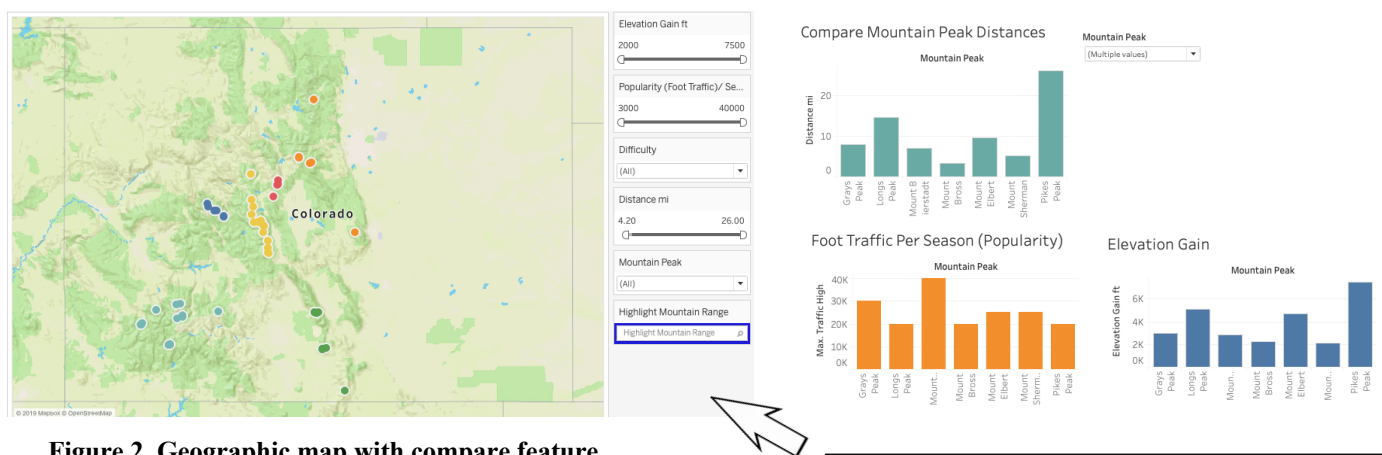 Elevation Gain ft
2000 7500
Popularity (Foot Traffic)/ Se...
3000 40000
Difficulty
(All)
Distance mi
4.20 26.00
Mountain Peak
(All)
Highlight Mountain Range
Highlight Mountain Range
Colorado
© 2019 Mapbox © OpenStreetMap
Figure 2. Geographic map with compare feature
Compare Mountain Peak Distances
Mountain Peak
Distance mi
20
10
0
Grays
Peak
Longs
Peak
Mount B
ierstadt
Mount
Bross
Mount
Elbert
Mount
Sherman
Pikes
Peak
Mountain Peak
(Multiple values)
Foot Traffic Per Season (Popularity)
Mountain Peak
Max. Traffic High
40K
30K
20K
10K
0K
Grays
Peak
Longs
Peak
Mount..
Mount
Bross
Mount
Elbert
Mount
Sherm..
Pikes
Peak
Elevation Gain
Mountain Peak
Elevation Gain ft
6K
4K
2K
0K
Grays
Peak
Longs
Peak
Moun..
Mount
Bross
Mount
Elbert
Moun..
Pikes
Peak